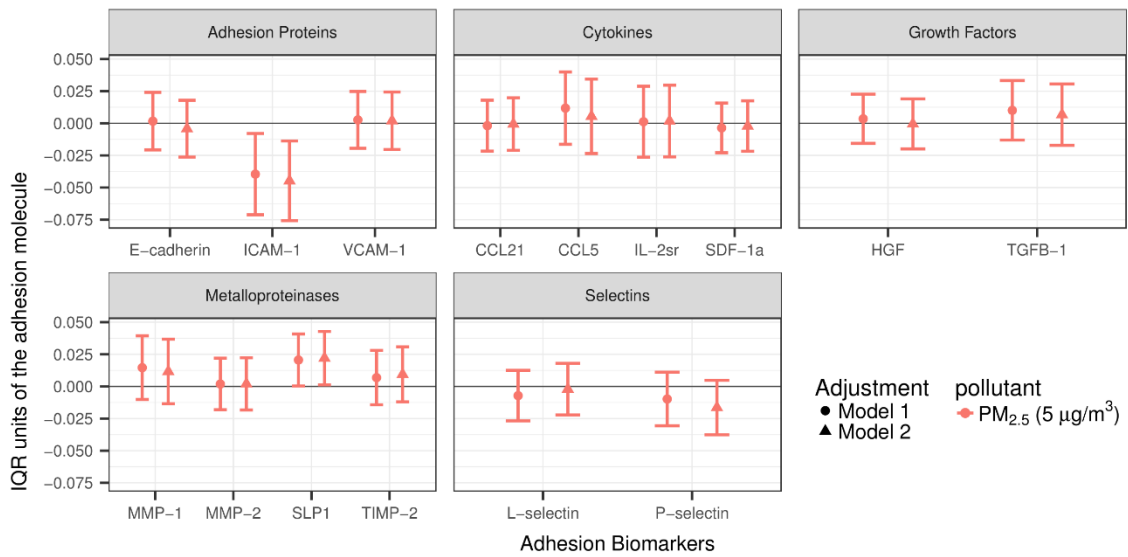 Adhesion Proteins
Cytokines
Growth Factors
0.050
0.025
0.000
−0.025
−0.050
−0.075
E−cadherin ICAM−1 VCAM−1
CCL21 CCL5 IL−2sr SDF−1a
HGF TGFB−1
IQR units of the adhesion molecule
Metalloproteinases
Selectins
0.050
0.025
0.000
−0.025
−0.050
−0.075
MMP−1 MMP−2 SLP1 TIMP−2
L−selectin P−selectin
Adhesion Biomarkers
Adjustment
Model 1
Model 2
pollutant
PM2.5 (5 μg/m³)